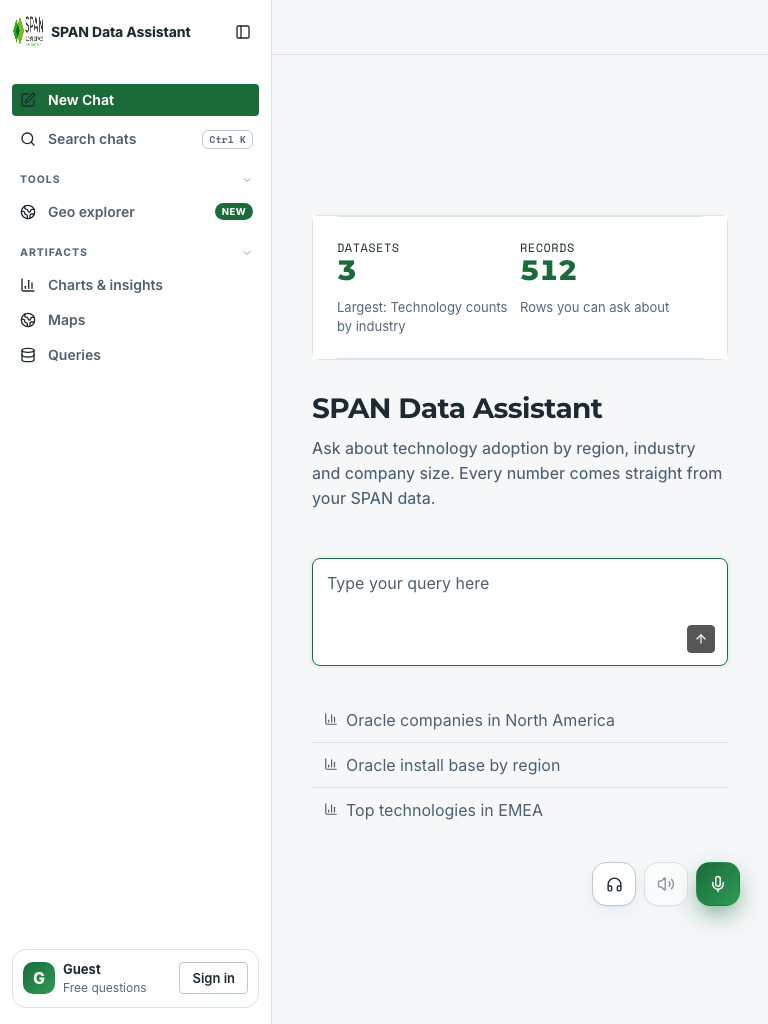 SPAN
SPAN Data Assistant
New Chat
Search chats
Ctrl K
TOOLS
Geo explorer
NEW
ARTIFACTS
Charts & insights
Maps
Queries
DATASETS
3
Largest: Technology counts
by industry
RECORDS
512
Rows you can ask about
SPAN Data Assistant
Ask about technology adoption by region, industry
and company size. Every number comes straight from
your SPAN data.
Type your query here
Oracle companies in North America
Oracle install base by region
Top technologies in EMEA
G
Guest
Free questions
Sign in